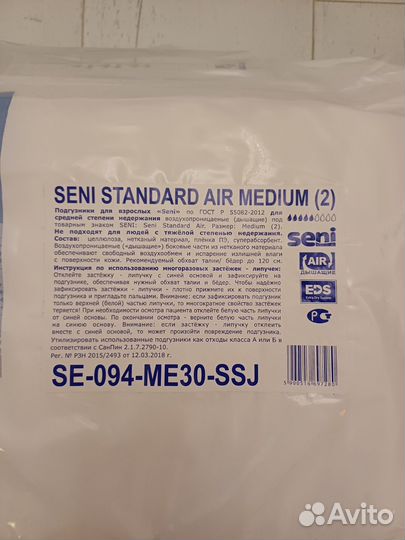 SENI STANDARD AIR MEDIUM (2)
Подгузники для взрослых «Seni» по ГОСТ Р 55082-2012 для
средней степени недержания воздухопроницаемые (дышащие) под
товарным знаком SENI: Seni Standard Air. Размер: Medium (2).
Не подходят для людей с тяжёлой степенью недержания.
Состав: целлюлоза, нетканый материал, плёнка ПЭ, суперабсорбент.
Воздухопроницаемые («дышащие») боковые части из нетканого материала
обеспечивают свободный воздухообмен и испарение излишней влаги
с поверхности кожи. Рекомендуемый обхват талии/ бёдер до 120 см.
Инструкция по использованию многоразовых застёжек - липучек:
Отклейте застёжку - липучку с синей основой и зафиксируйте на
подгузнике, обеспечивая нужный обхват талии и бёдер. Чтобы надёжно
зафиксировать застёжки - липучки - приклейте их к поверхности
подгузника и пригладьте пальцами. Внимание: если зафиксировать подгузник
только верхней (белой) частью липучки, то многоразовое свойство застёжки
теряется! При необходимости осмотра пациента отклейте белую часть липучки
от синей основы. По окончании осмотра - верните белую часть липучки
на синюю основу. Внимание: если застёжку - липучку отклеить
вместе с синей основой, то может произойти повреждение подгузника.
Утилизировать использованные подгузники как отходы класса А или Б в
соответствии с.СанПин 2.1.7.2790-10.
Рег. № РЗН 2015/2493 от 12.03.2018 г.
SE-094-ME30-SSJ
seni
(AIR)
ДЫШАЩИЕ
EDS
Extra Dry System
Р
5900516697280
Avito